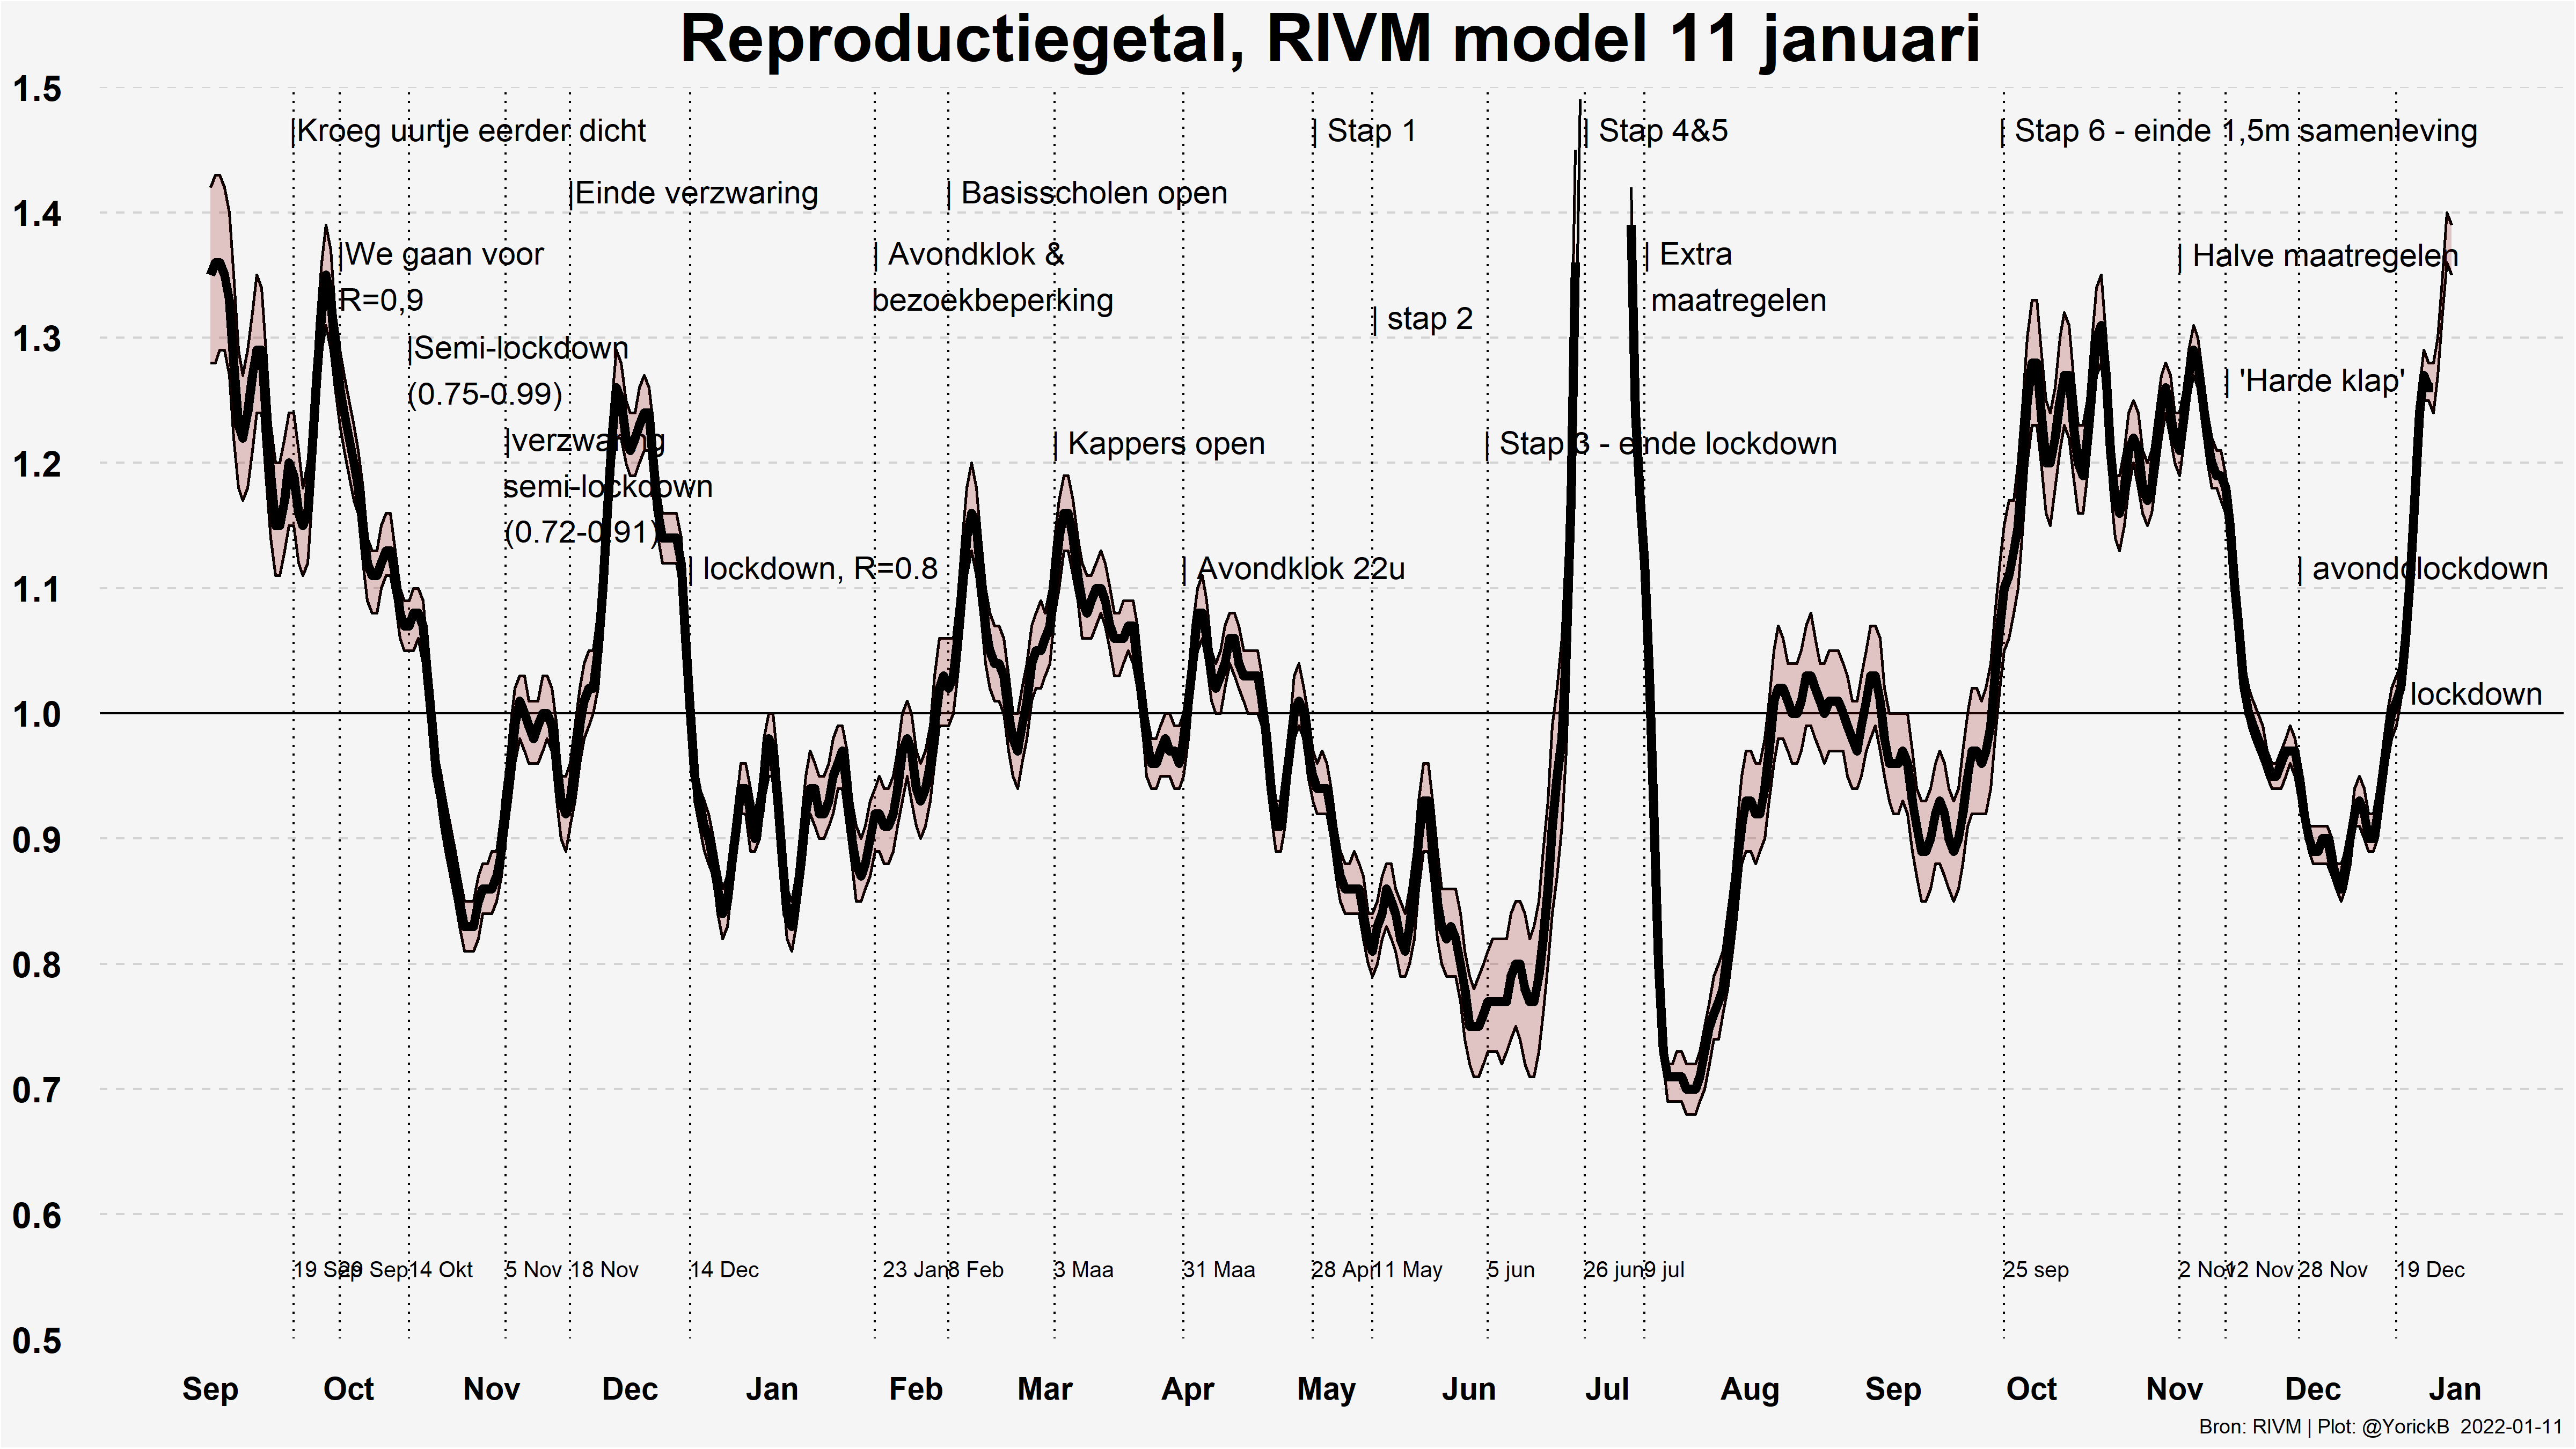 Reproductiegetal, RIVM model 11 januari
1.5
|Kroeg uurtje eerder dicht
| Stap 1
| Stap 4&5
| Stap 6 - einde 1,5m samenleving
|Einde verzwaring
| Basisscholen open
1.4
|We gaan voor
R=0,9
| Avondklok &
bezoekbeperking
| Extra
maatregelen
| Halve maatregelen
| stap 2
1.3
|Semi-lockdown
(0.75-0.99)
| 'Harde klap'
|verzwaring
semi-lockdown
(0.72-0.91)
| Kappers open
| Stap 3 - einde lockdown
1.2
| lockdown, R=0.8
| Avondklok 22u
| avondlockdown
1.1
lockdown
1.0
0.9
0.8
0.7
0.6
19 Sep
29 Sep
14 Okt
5 Nov
18 Nov
14 Dec
23 Jan
8 Feb
3 Maa
31 Maa
28 Apr
11 May
5 jun
26 jun
9 jul
25 sep
2 Nov
12 Nov
28 Nov
19 Dec
0.5
Sep Oct Nov Dec Jan Feb Mar Apr May Jun Jul Aug Sep Oct Nov Dec Jan
Bron: RIVM | Plot: @YorickB 2022-01-11